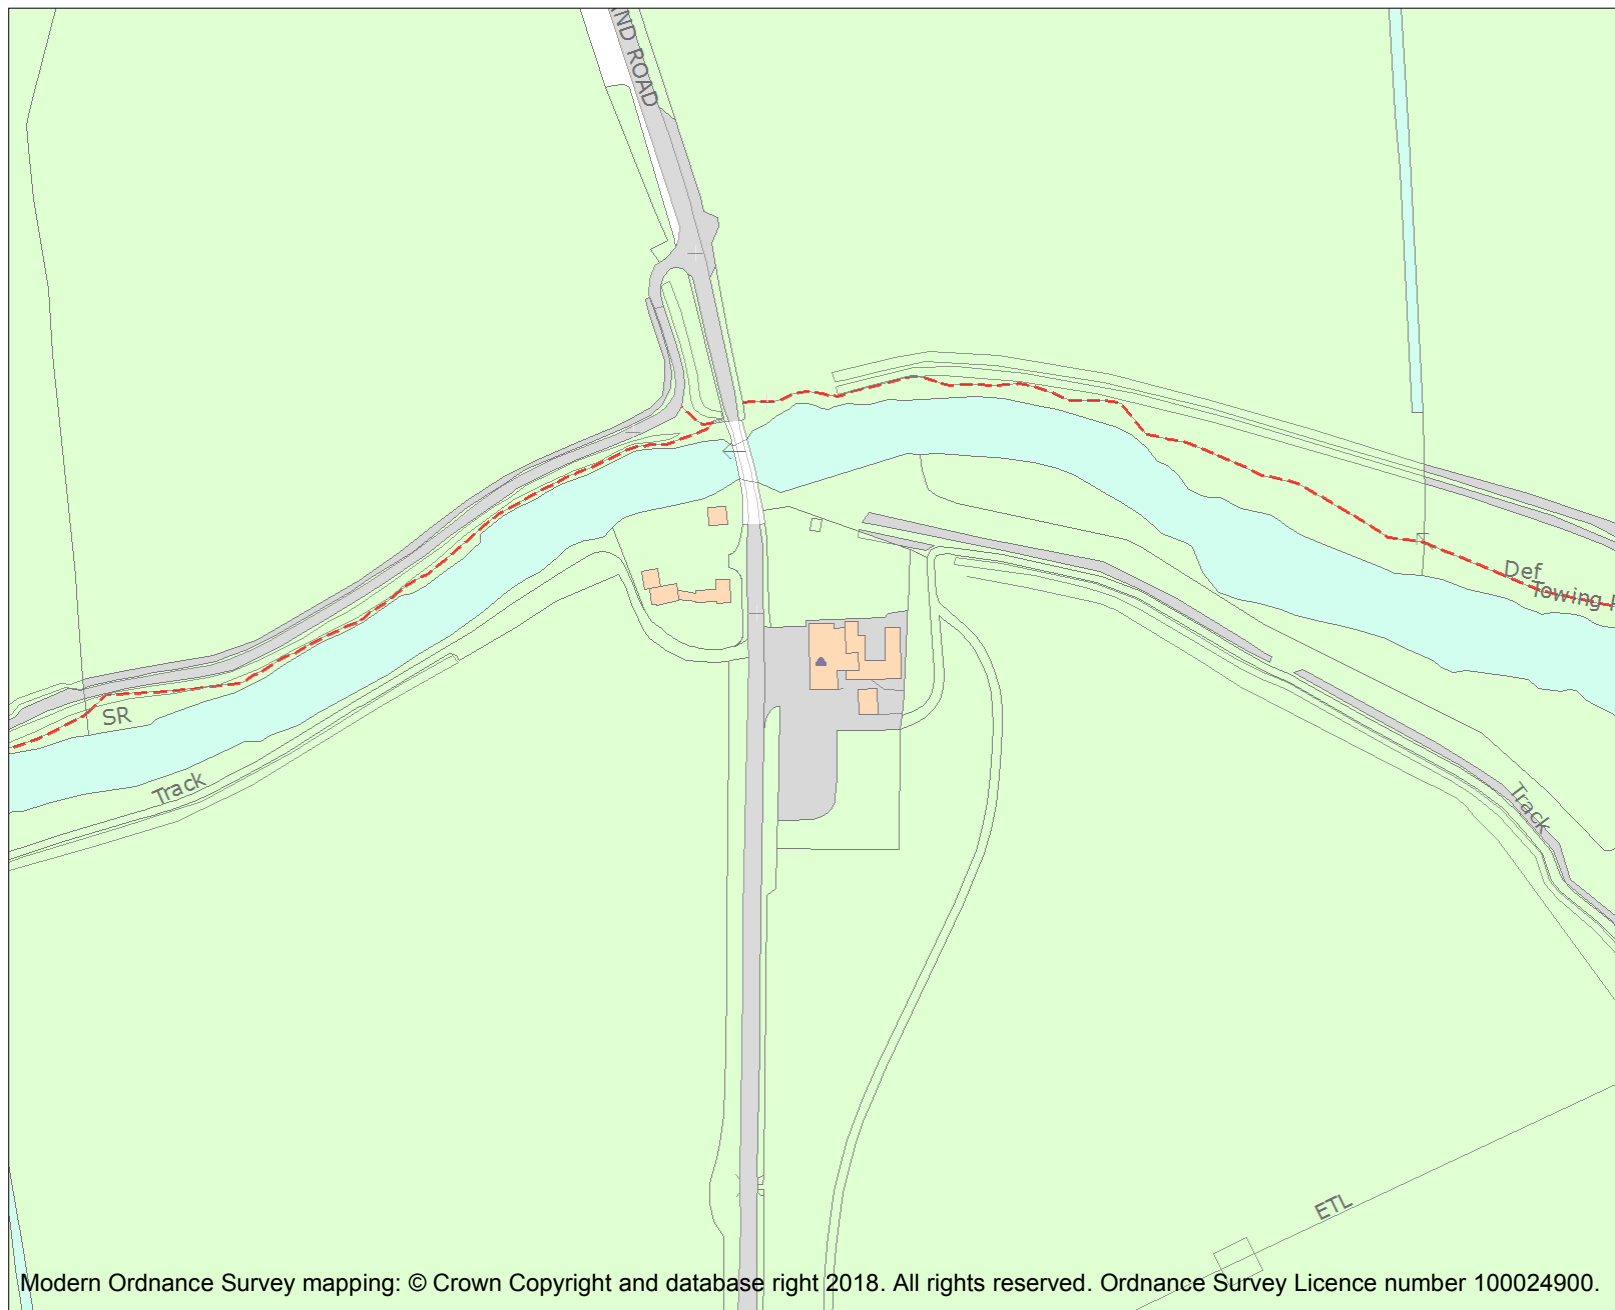 ROAD
Def
Towing
SR
Track
Track
ETL
Modern Ordnance Survey mapping: © Crown Copyright and database right 2018. All rights reserved. Ordnance Survey Licence number 100024900.